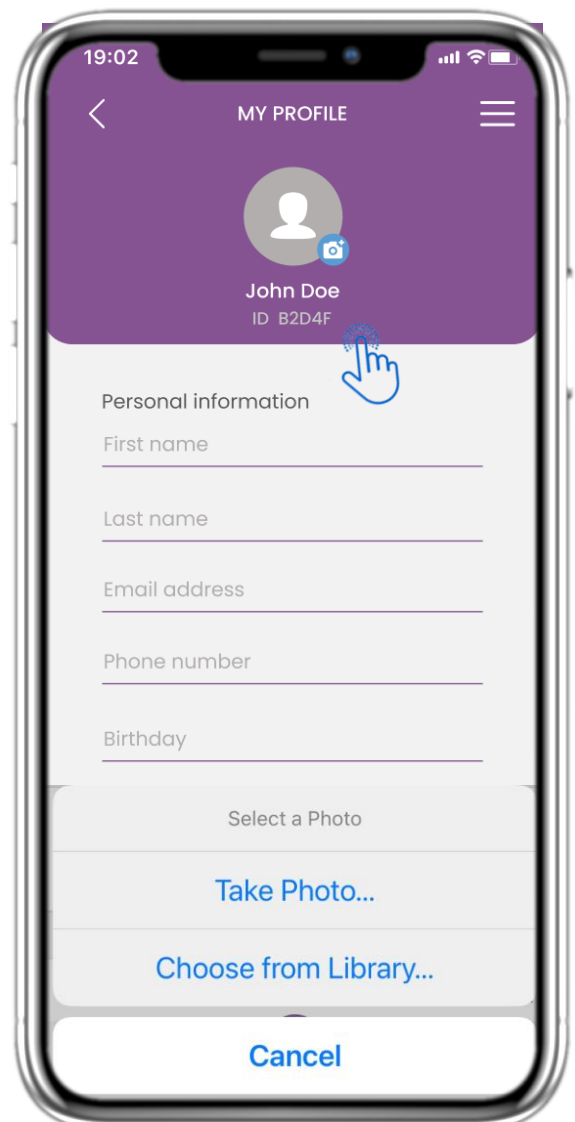 19:02
MY PROFILE
John Doe
ID B2D4F
Personal information
First name
Last name
Email address
Phone number
Birthday
Select a Photo
Take Photo...
Choose from Library...
Cancel